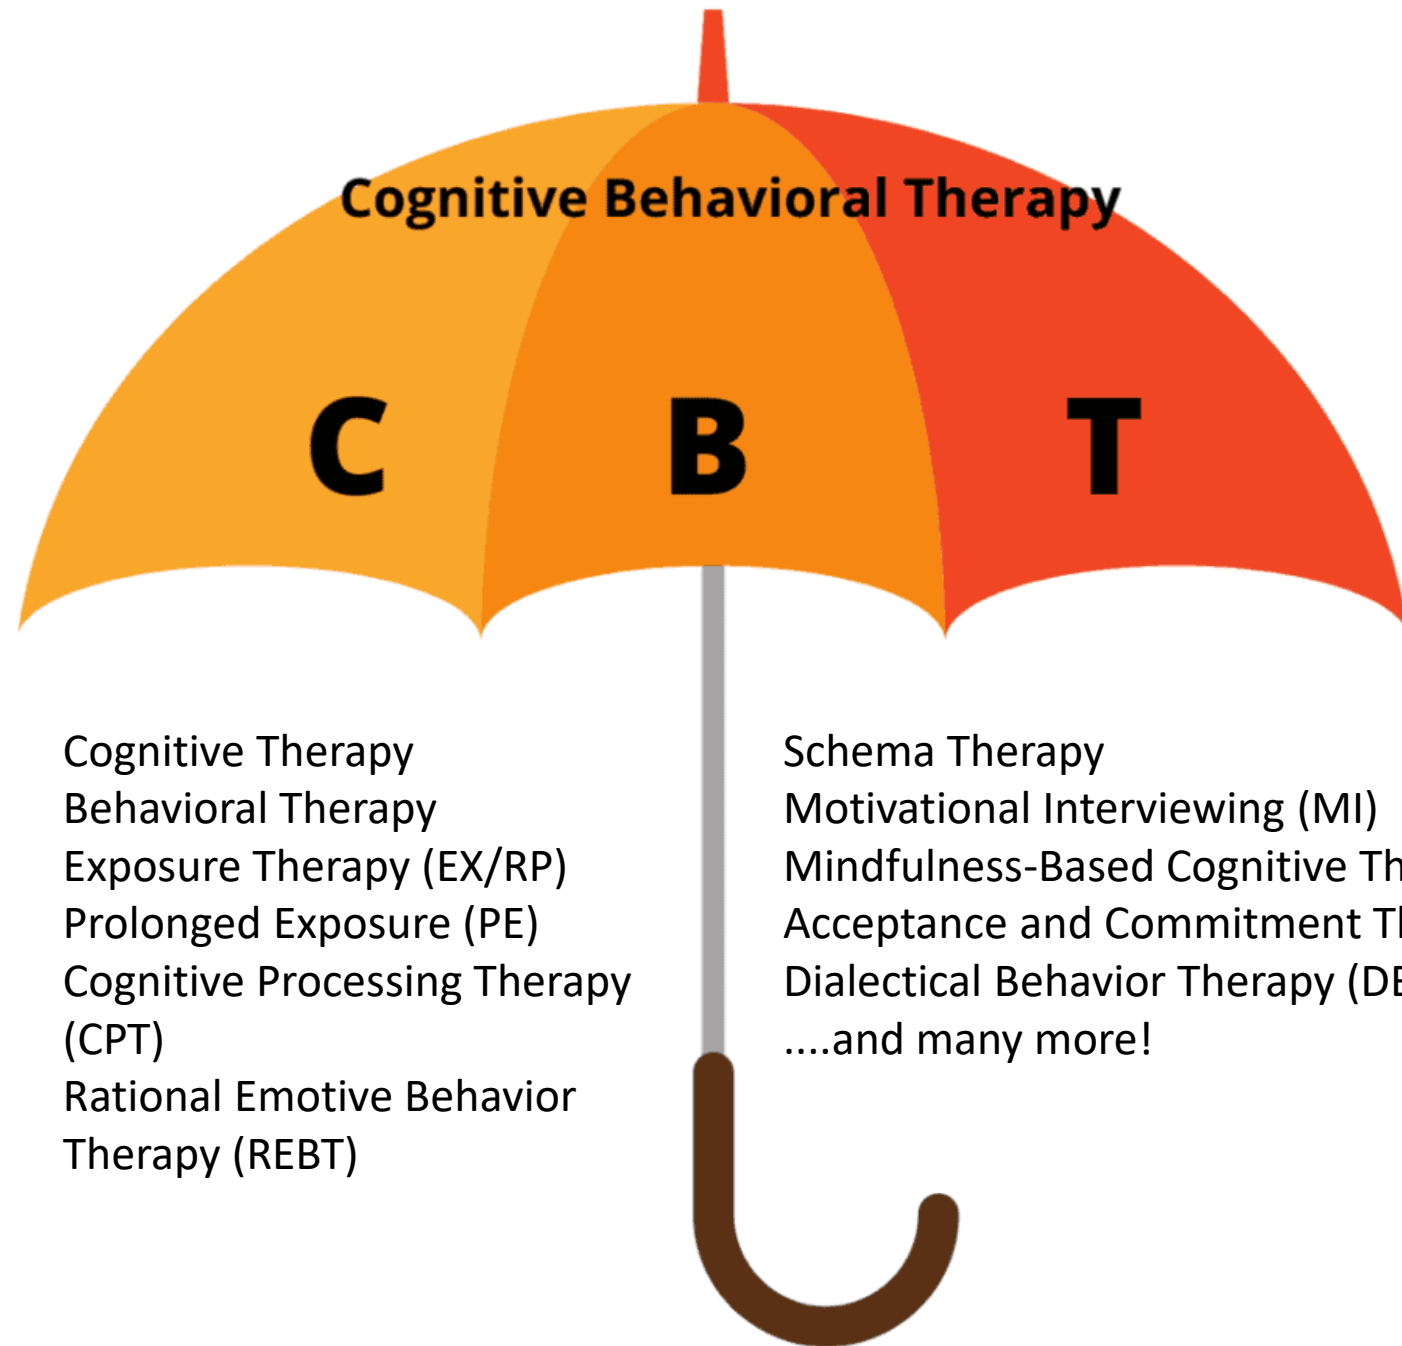 Cognitive Behavioral Therapy
C B T
Cognitive Therapy
Behavioral Therapy
Exposure Therapy (EX/RP)
Prolonged Exposure (PE)
Cognitive Processing Therapy
(CPT)
Rational Emotive Behavior
Therapy (REBT)
Schema Therapy
Motivational Interviewing (MI)
Mindfulness-Based Cognitive
Acceptance and Commitment
Dialectical Behavior Therapy
....and many more!